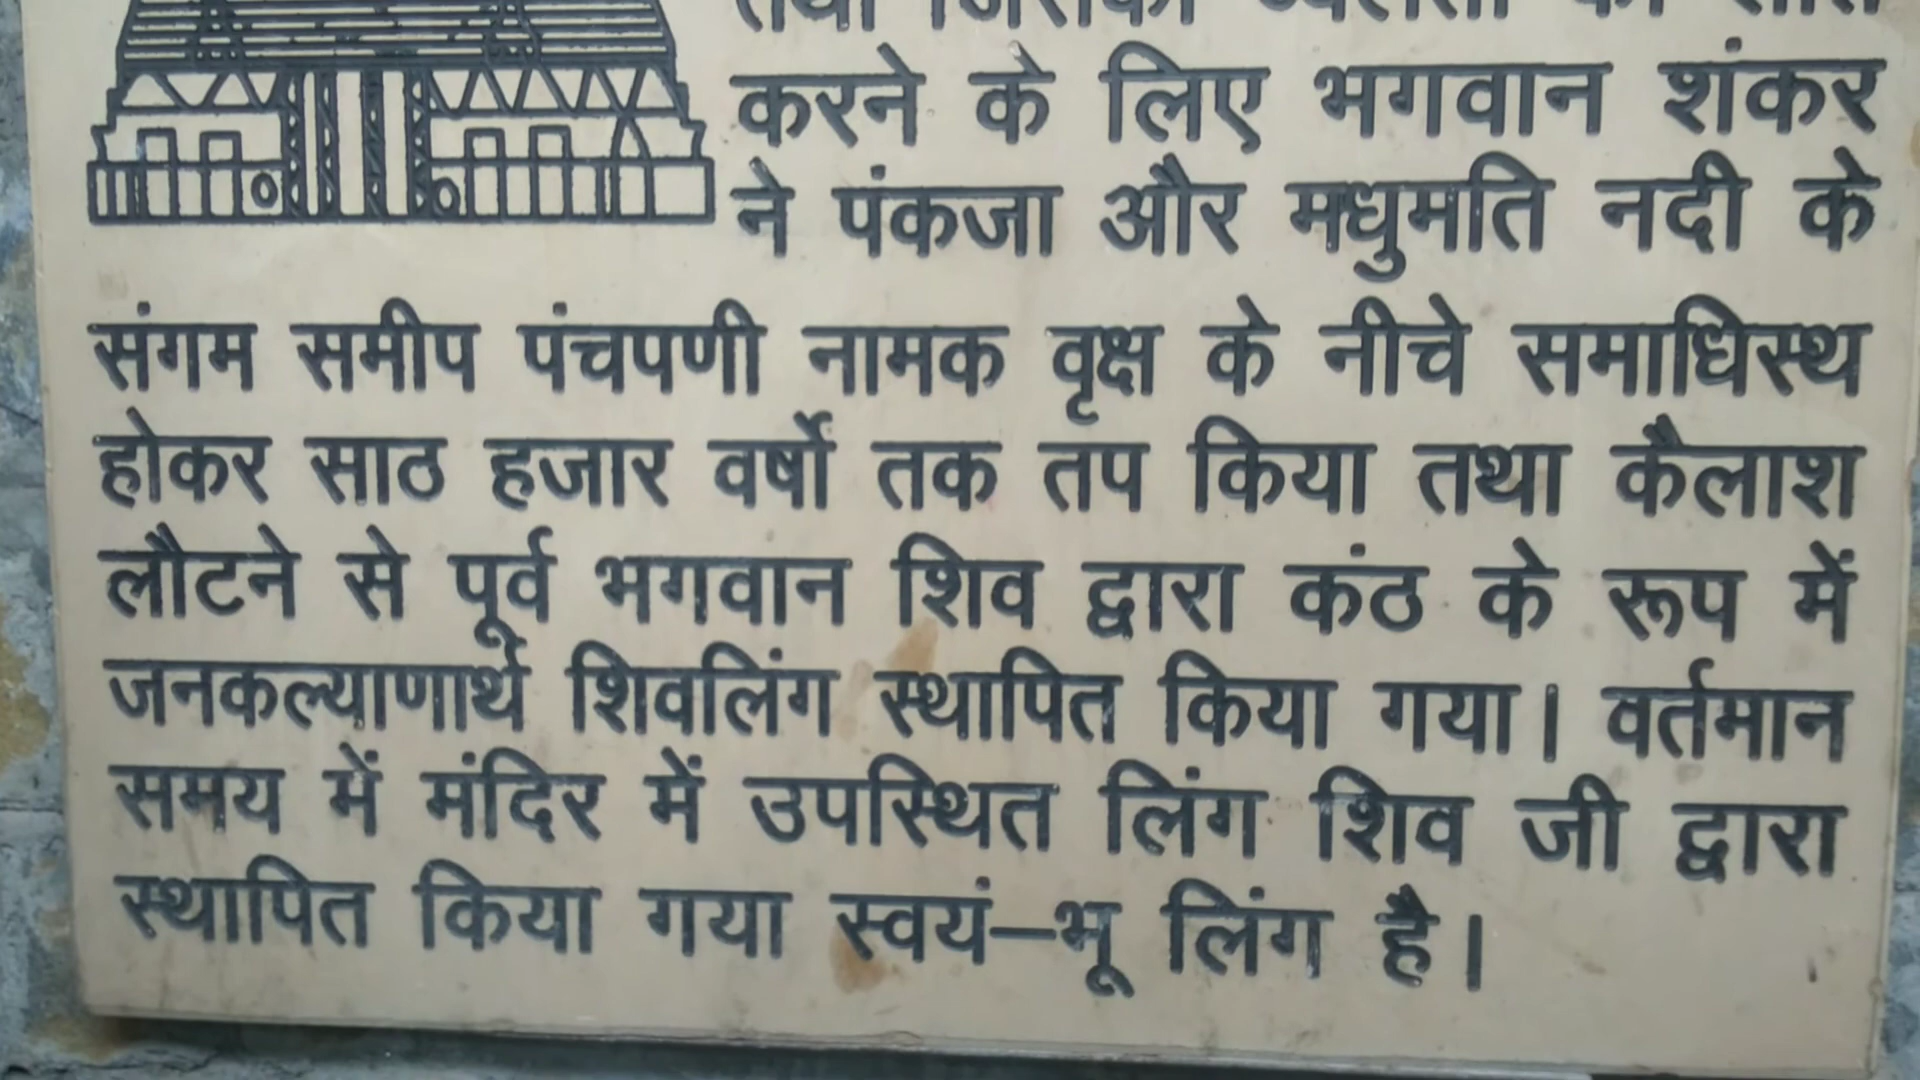 करने के लिए भगवान शंकर
ने पंकजा और मधुमति नदी के
संगम समीप पंचपणी नामक वृक्ष के नीचे समाधिस्थ
होकर साठ हजार वर्षो तक तप किया तथा कैलाश
लौटने से पूर्व भगवान शिव द्वारा कंठ के रूप में
जनकल्याणार्थ शिवलिंग स्थापित किया गया। वर्तमान
समय में मंदिर में उपस्थित लिंग शिव जी द्वारा
स्थापित किया गया स्वयं–भू लिंग है।